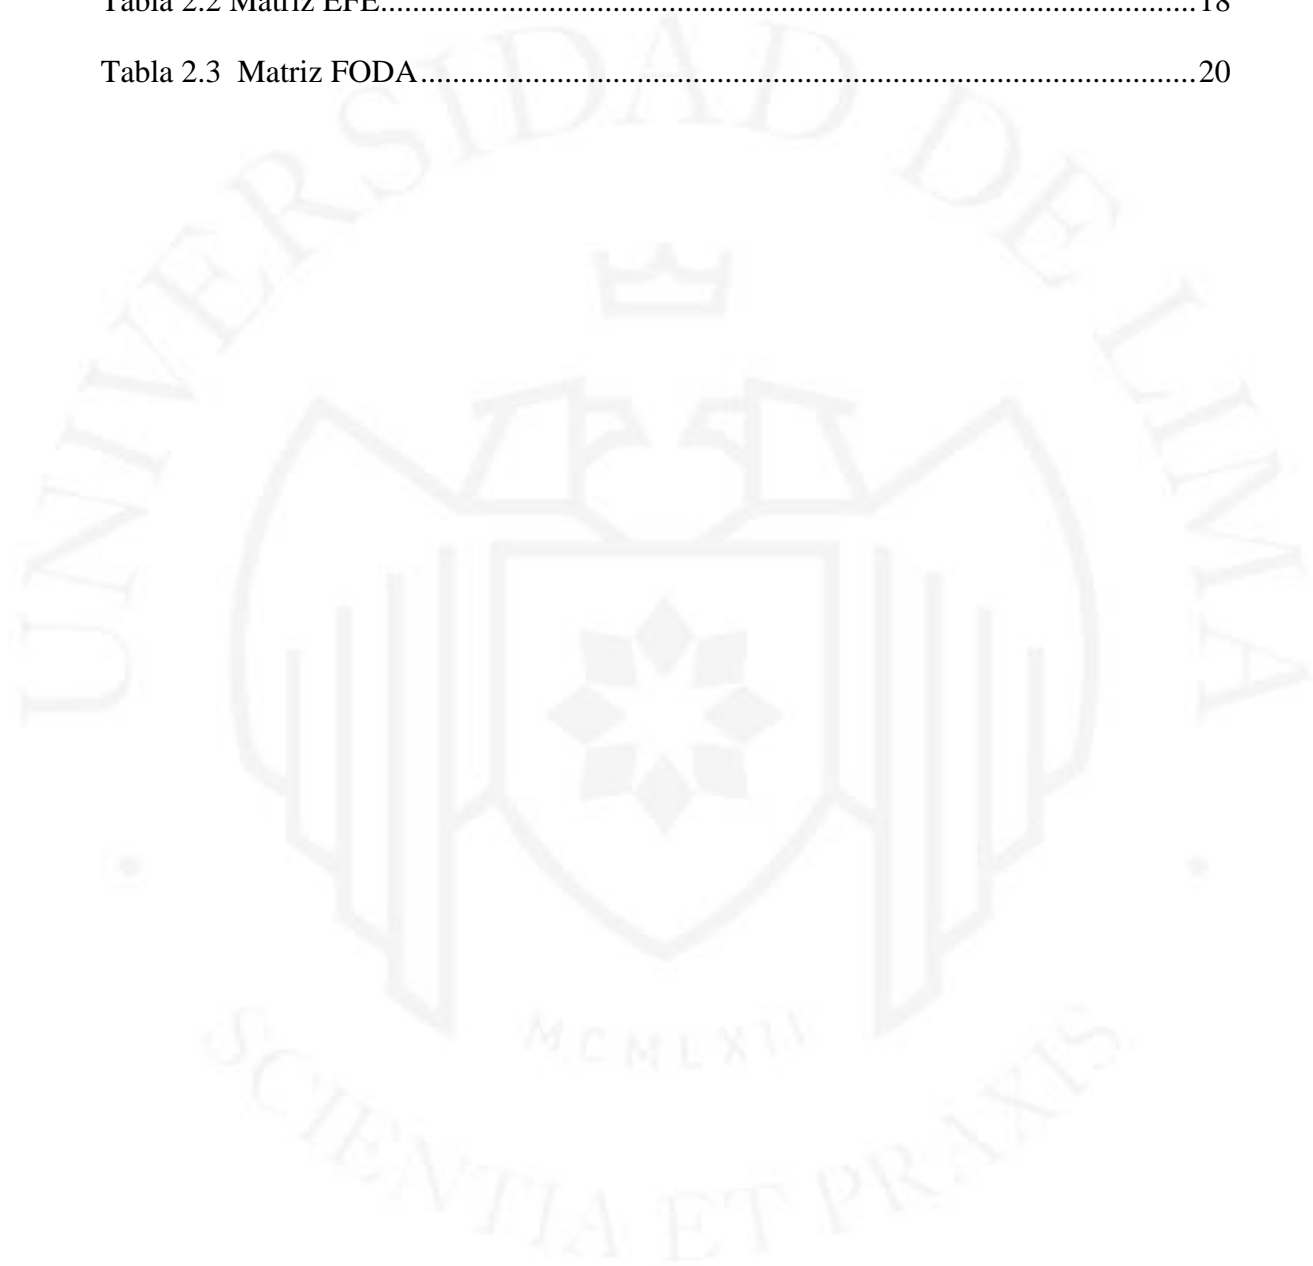 Tabla 2.2 Matriz EFE..........................................................................................................18
Tabla 2.3  Matriz FODA.....................................................................................................20
UNIVERSIDAD DE LIMA
MCMLXII
SCIENTIA ET PRAXIS